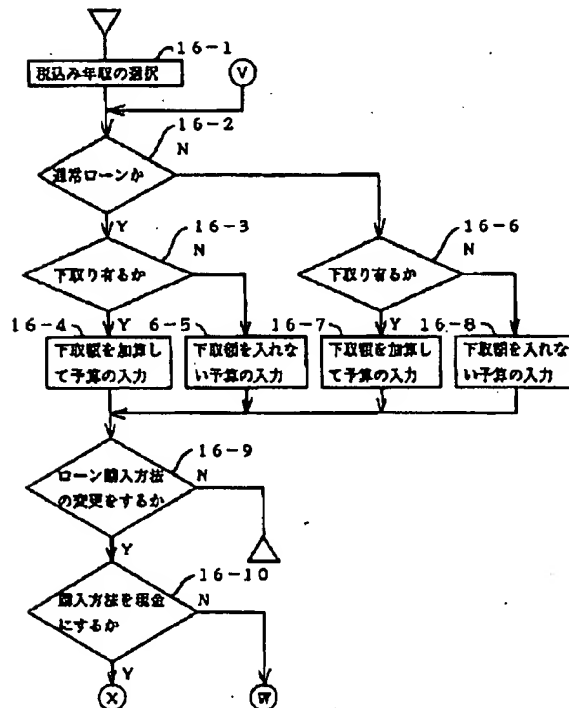 16-1
税込み年収の選択
V
16-2
N
通常ローンか
Y
16-3
N
下取り有るか
16-6
N
下取り有るか
16-4
Y
6-5
16-7
Y
16-8
下取額を加算し
て予算の入力
下取額を入れな
い予算の入力
下取額を加算し
て予算の入力
下取額を入れな
い予算の入力
16-9
N
ローン購入方法
の変更をするか
Y
16-10
N
購入方法を現金
にするか
Y
X
W